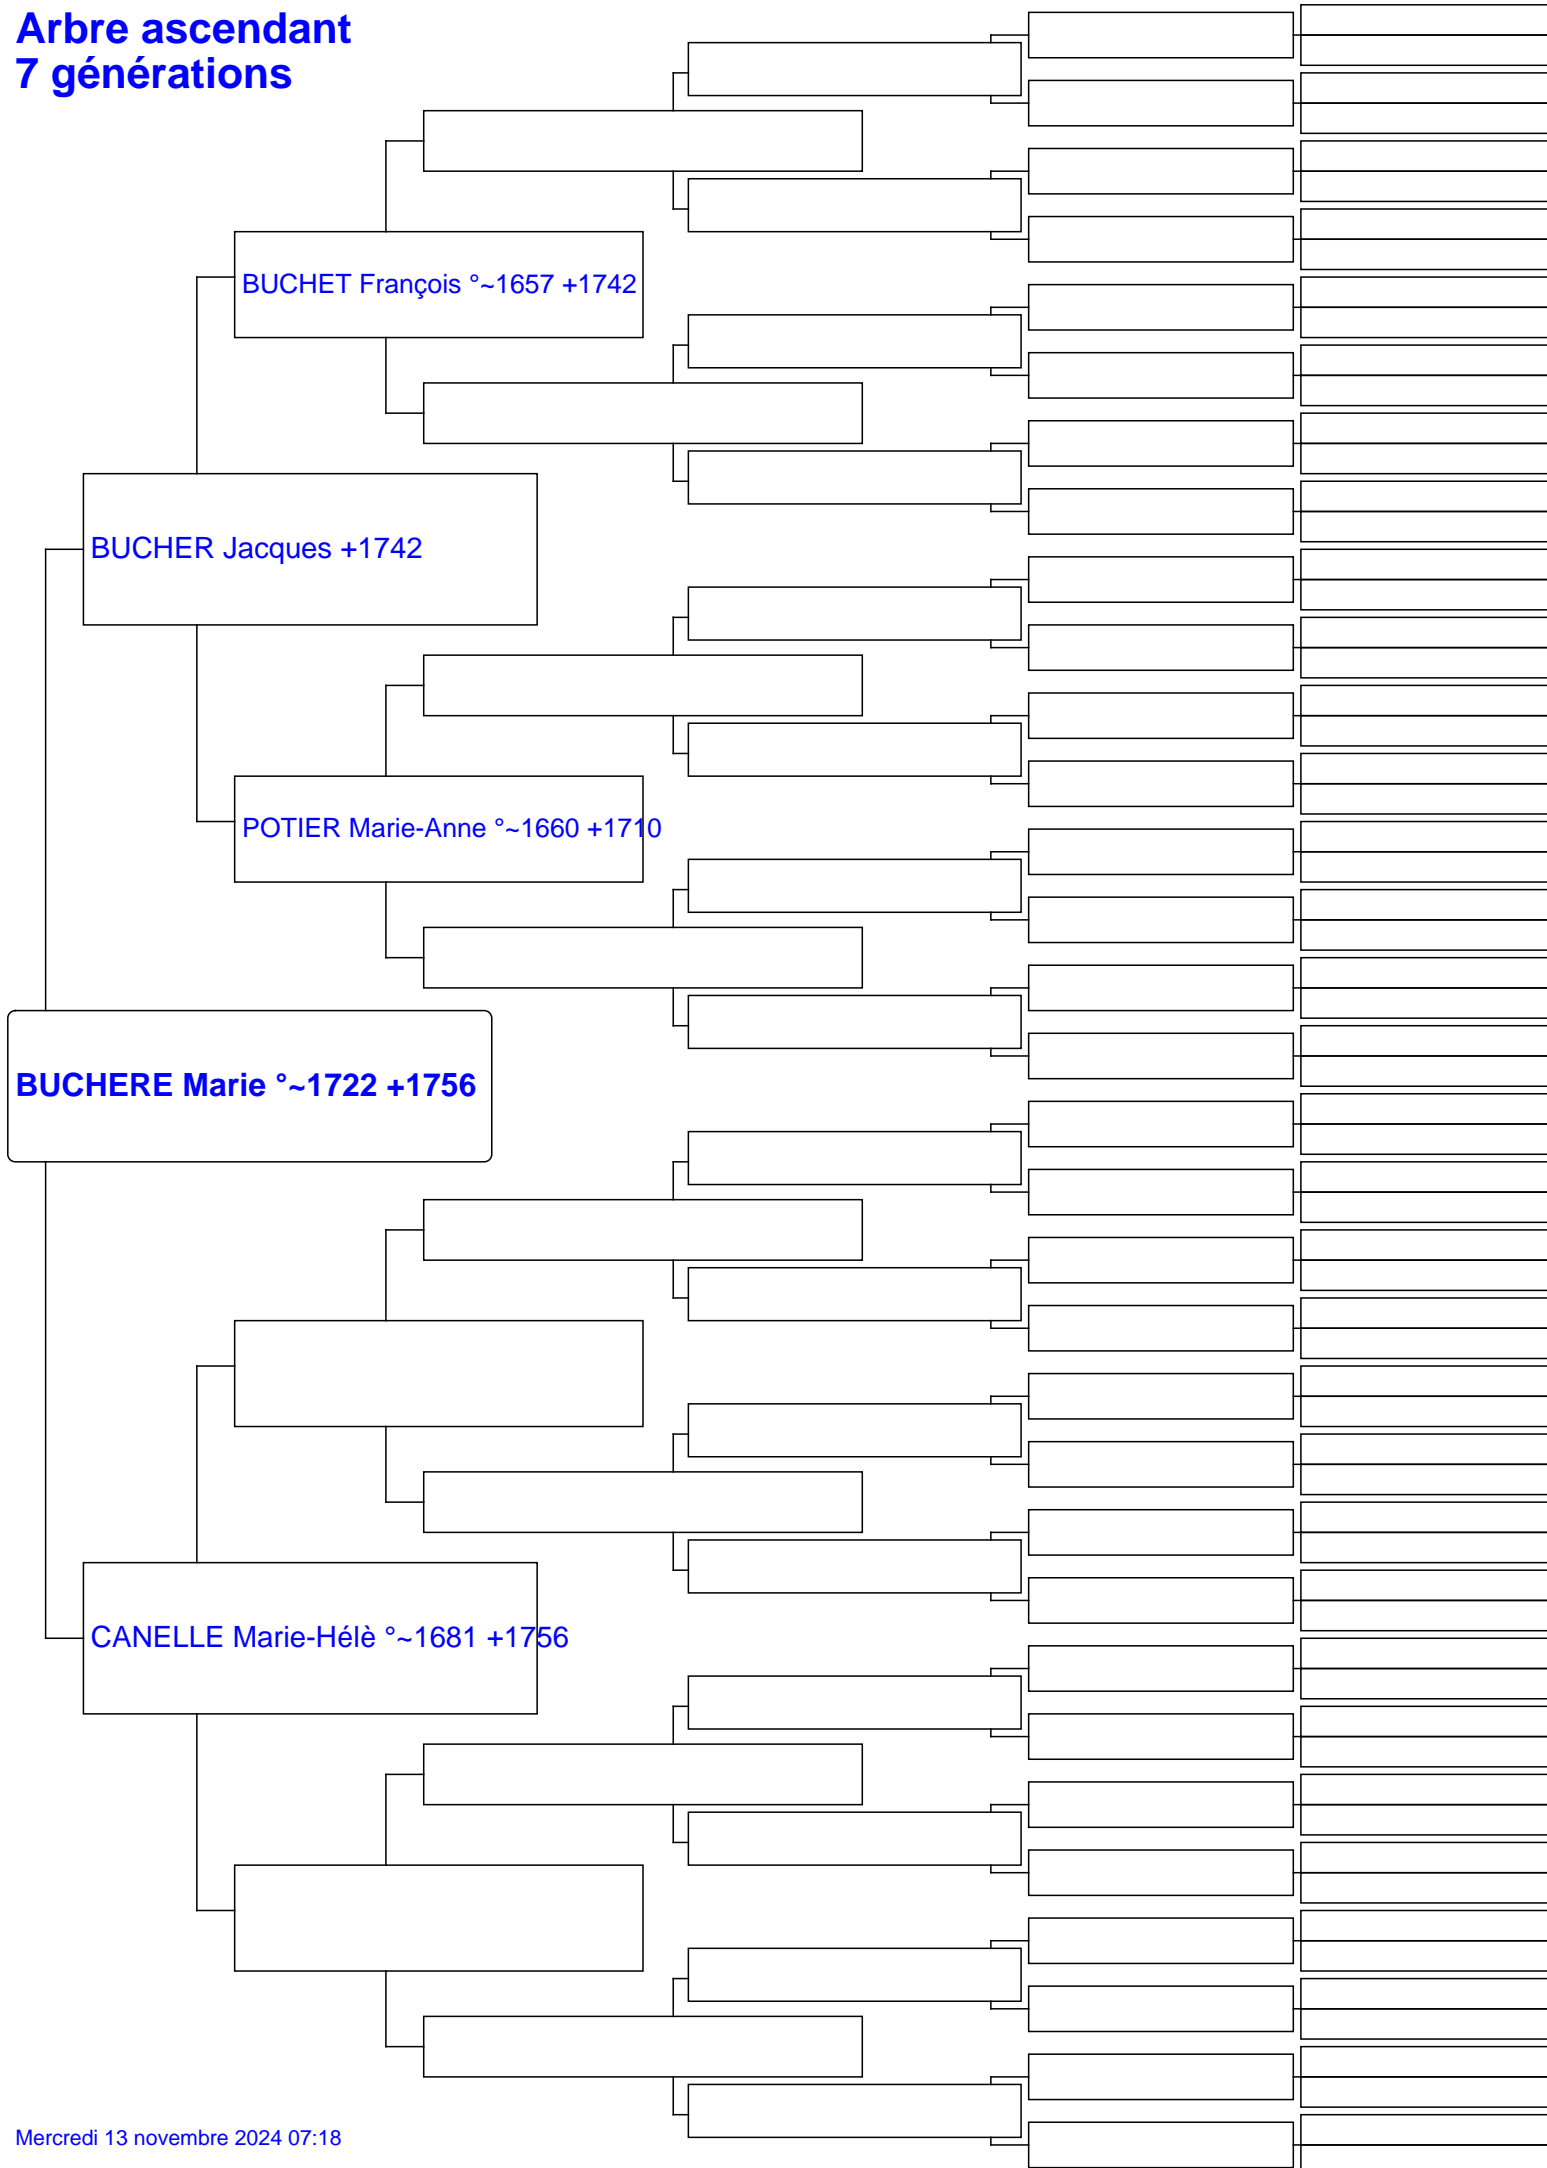 Arbre ascendant
7 générations
BUCHET François °~1657 +1742
BUCHER Jacques +1742
POTIER Marie-Anne °~1660 +1710
BUCHERE Marie °~1722 +1756
CANELLE Marie-Hélè °~1681 +1756
Mercredi 13 novembre 2024 07:18